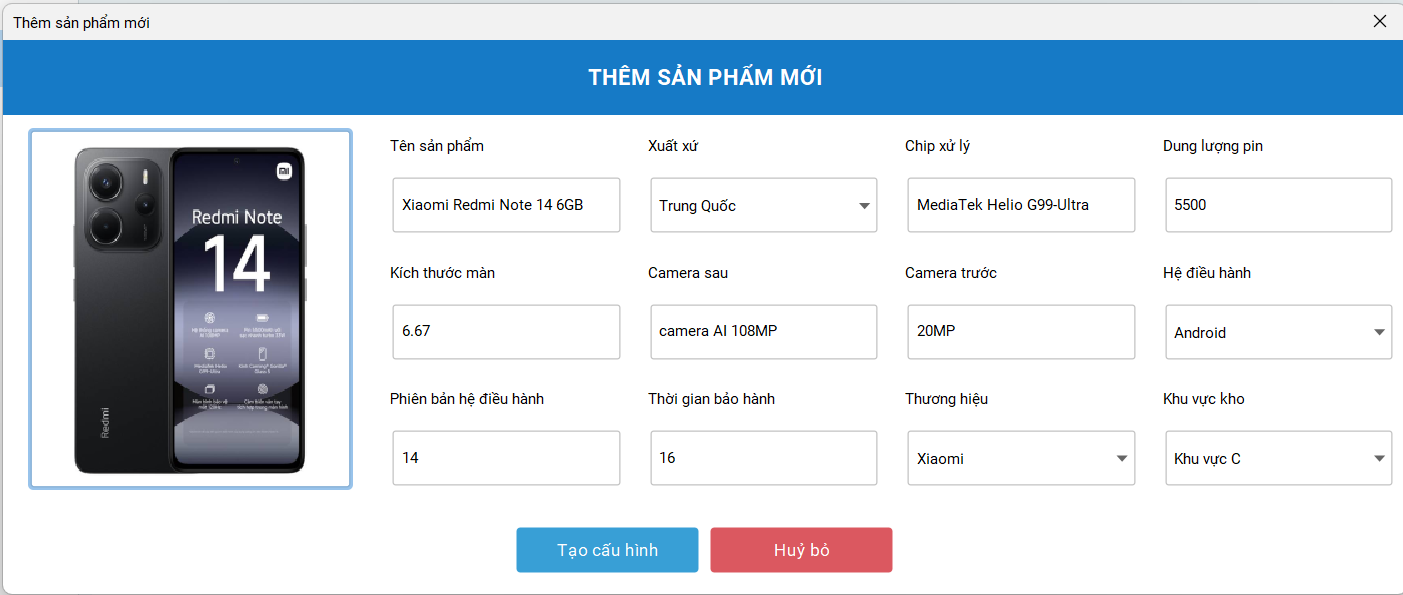 Thêm sản phẩm mới
THÊM SẢN PHẨM MỚI
Redmi Note
14
Redmi
Tên sản phẩm
Xuất xứ
Chip xử lý
Dung lượng pin
Xiaomi Redmi Note 14 6GB
Trung Quốc
MediaTek Helio G99-Ultra
5500
Kích thước màn
Camera sau
Camera trước
Hệ điều hành
6.67
camera AI 108MP
20MP
Android
Phiên bản hệ điều hành
Thời gian bảo hành
Thương hiệu
Khu vực kho
14
16
Xiaomi
Khu vực C
Tạo cấu hình
Huỷ bỏ